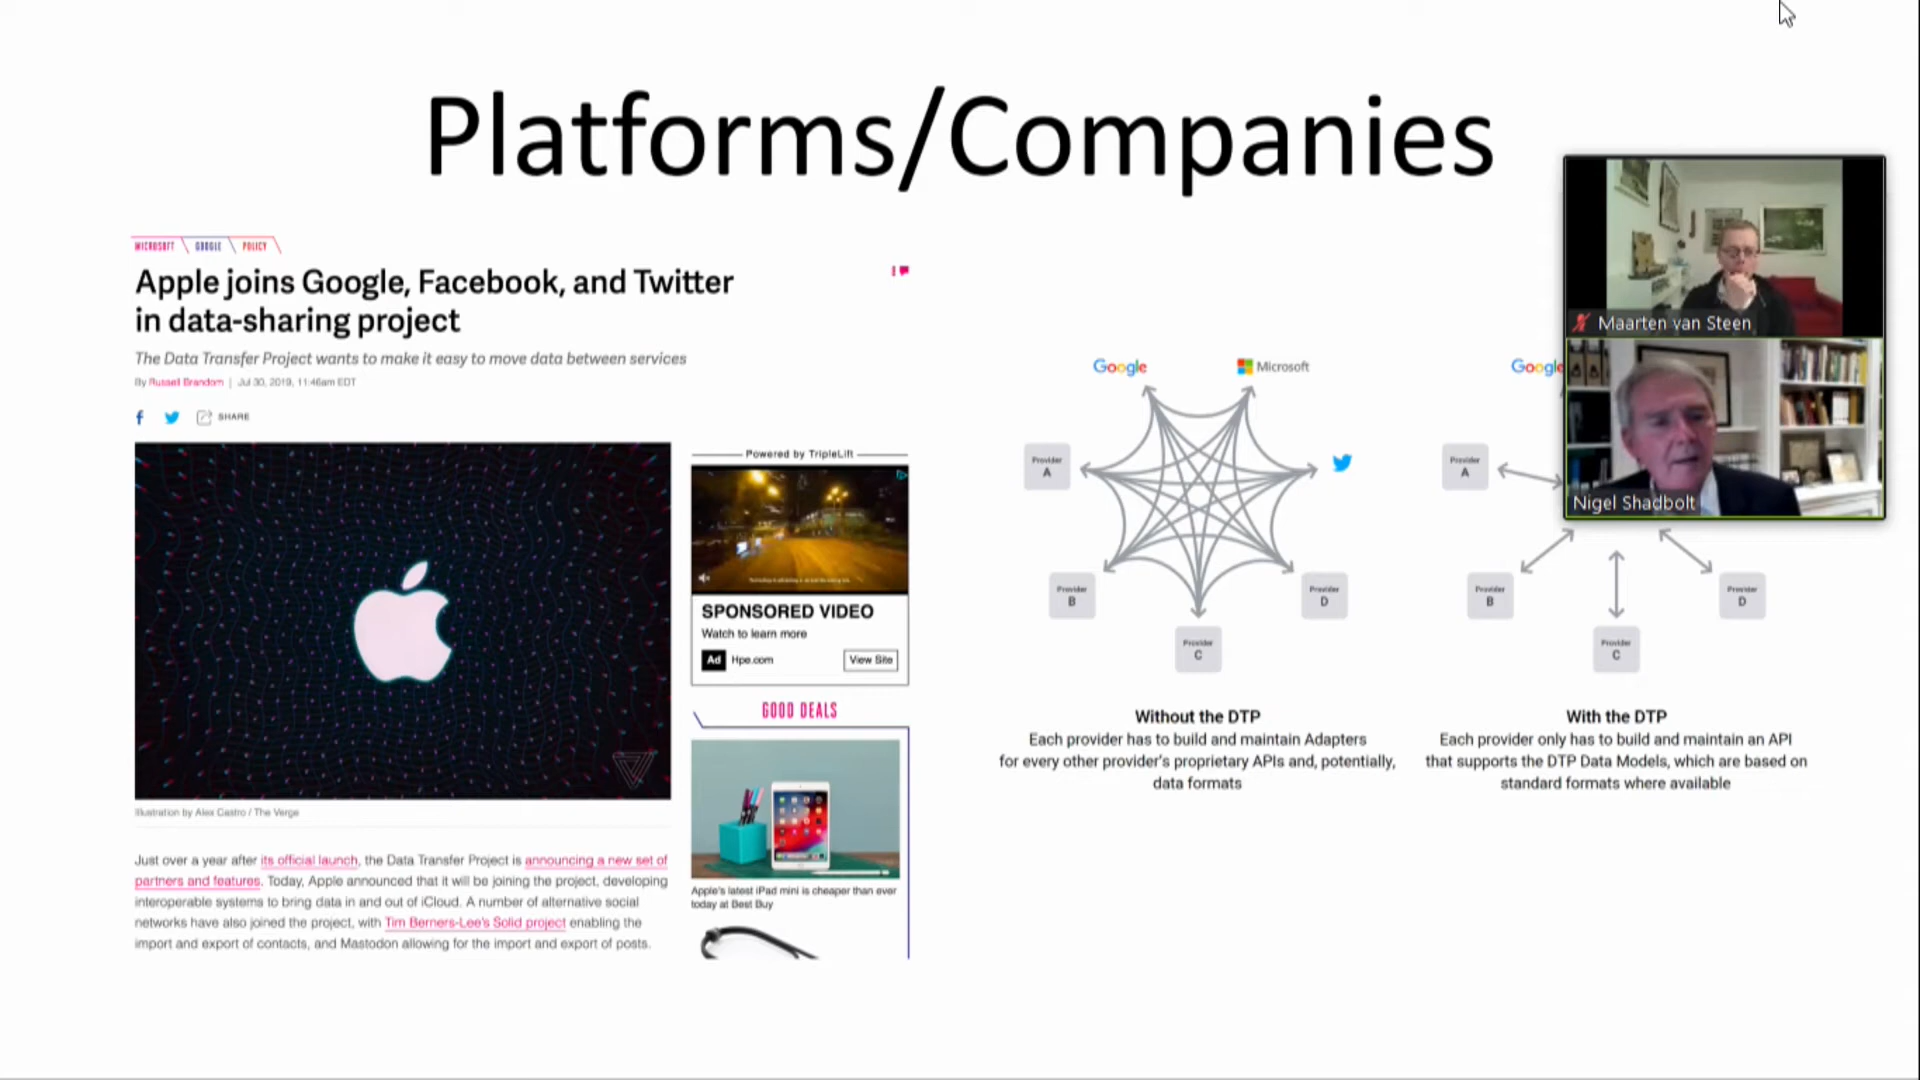 Platforms/Companies
MICROSOFT
GOOGLE
POLICY
Apple joins Google, Facebook, and Twitter
in data-sharing project
The Data Transfer Project wants to make it easy to move data between services
By Russell Brandom | Jul 30, 2019, 11:46am EDT
SHARE
Illustration by Alex Castro / The Verge
Just over a year after its official launch, the Data Transfer Project is announcing a new set of
partners and features. Today, Apple announced that it will be joining the project, developing
interoperable systems to bring data in and out of iCloud. A number of alternative social
networks have also joined the project, with Tim Berners-Lee's Solid project enabling the
import and export of contacts, and Mastodon allowing for the import and export of posts.
Powered by TripleLift
SPONSORED VIDEO
Watch to learn more
Ad Hpe.com
View Site
GOOD DEALS
Apple's latest iPad mini is cheaper than ever
today at Best Buy
Google
Microsoft
Provider
A
Provider
B
Provider
C
Provider
D
Without the DTP
Each provider has to build and maintain Adapters
for every other provider's proprietary APIs and, potentially,
data formats
Google
Provider
A
Provider
B
Provider
C
Provider
D
With the DTP
Each provider only has to build and maintain an API
that supports the DTP Data Models, which are based on
standard formats where available
Maarten van Steen
Nigel Shadbolt